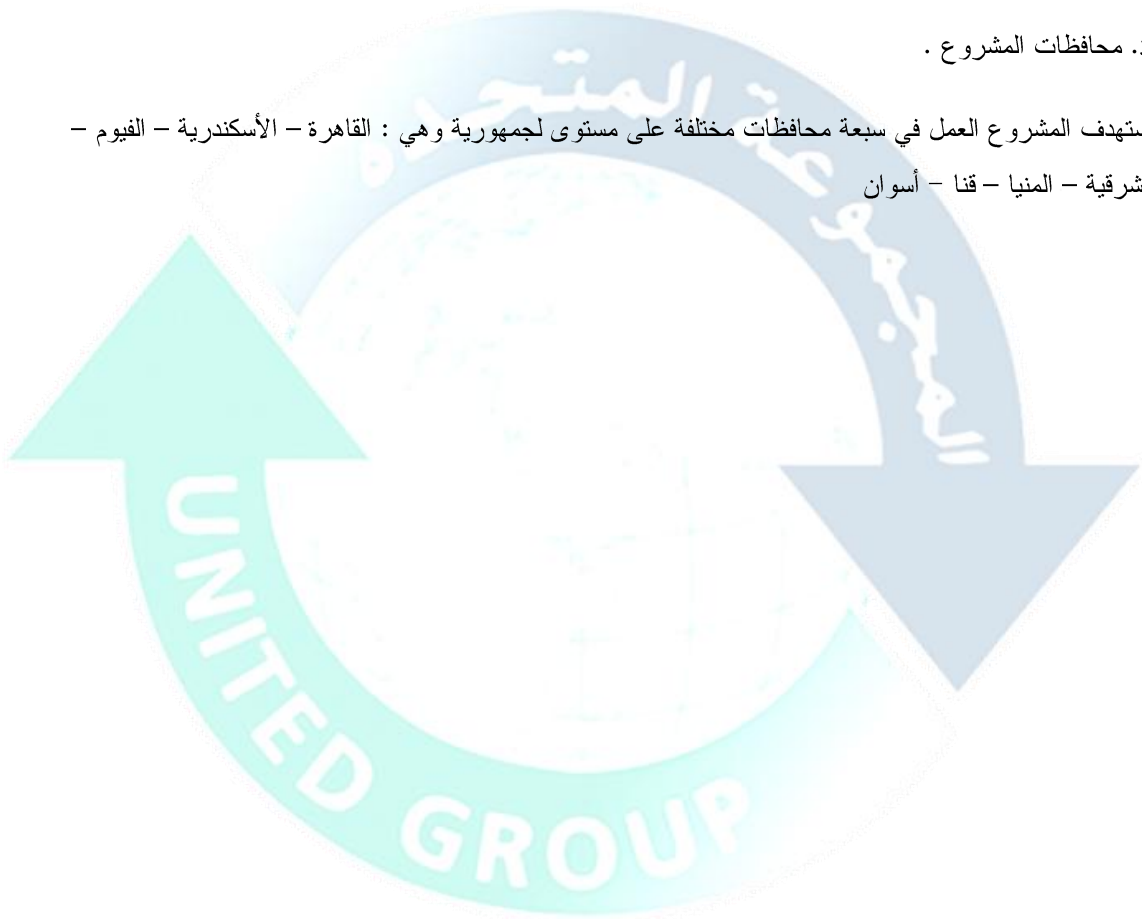 . محافظات المشروع .
ستهدف المشروع العمل في سبعة محافظات مختلفة على مستوى لجمهورية وهي : القاهرة – الأسكندرية – الفيوم –
شرقية – المنيا – قنا - أسوان
المجموعة المتحدة
UNITED GROUP